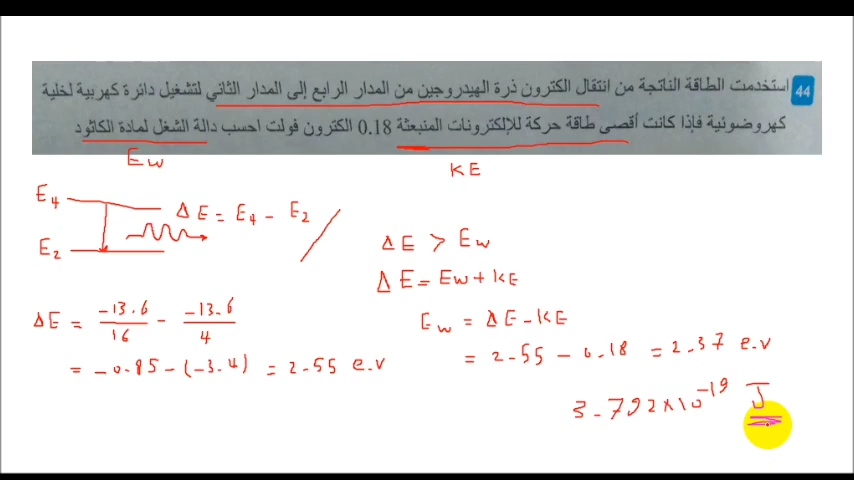 44 استخدمت الطاقة الناتجة من انتقال الكترون ذرة الهيدروجين من المدار الرابع إلى المدار الثاني لتشغيل دائرة كهربية لخلية
كهروضوئية فإذا كانت أقصى طاقة حركة للإلكترونات المنبعثة 0.18 الكترون فولت احسب دالة الشغل لمادة الكاثود
Ew
KE
E4
ΔE = E4 - E2
E2
ΔE > Ew
ΔE = Ew + KE
ΔE = -13.6/16 - -13.6/4
Ew = ΔE - KE
= -0.85 - (-3.4) = 2.55 e.v
= 2.55 - 0.18 = 2.37 e.v
3.792 x 10^-19 J